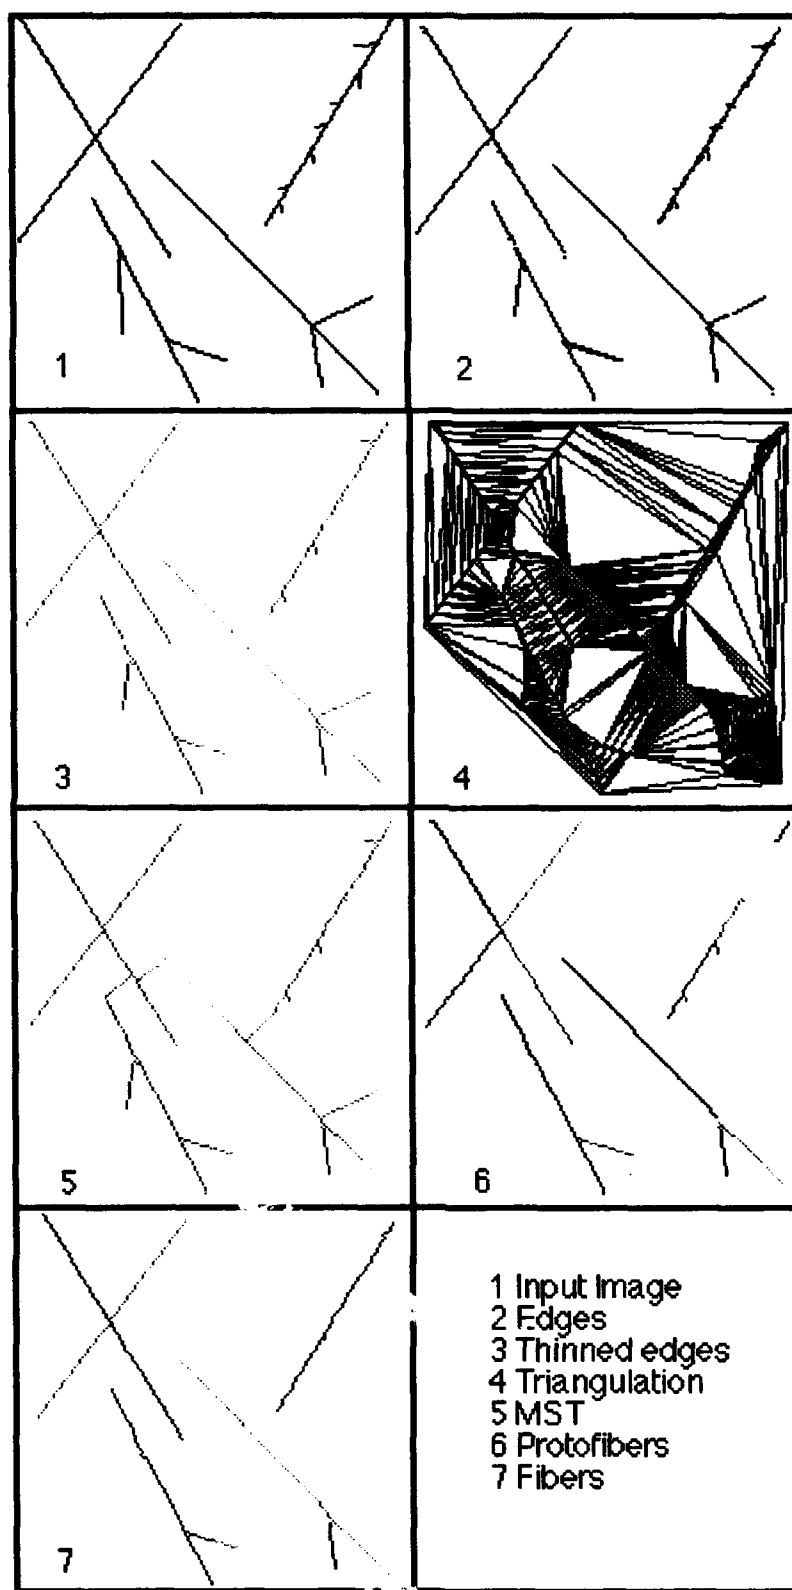 1
2
3
4
5
6
1 Input Image
2 Edges
3 Thinned edges
4 Triangulation
5 MST
6 Protofibers
7 Fibers
7